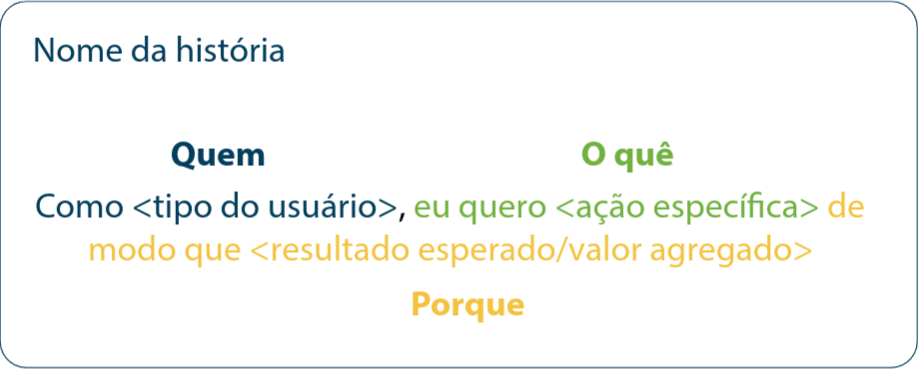 Nome da história
Quem O quê
Como <tipo do usuário>, eu quero <ação específica> de
modo que <resultado esperado/valor agregado>
Porque